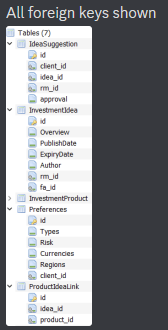 All foreign keys shown
Tables (7)
IdeaSuggestion
id
client_id
idea_id
rm_id
approval
InvestmentIdea
id
Overview
PublishDate
ExpiryDate
Author
rm_id
fa_id
InvestmentProduct
Preferences
id
Types
Risk
Currencies
Regions
client_id
ProductIdeaLink
id
idea_id
product_id